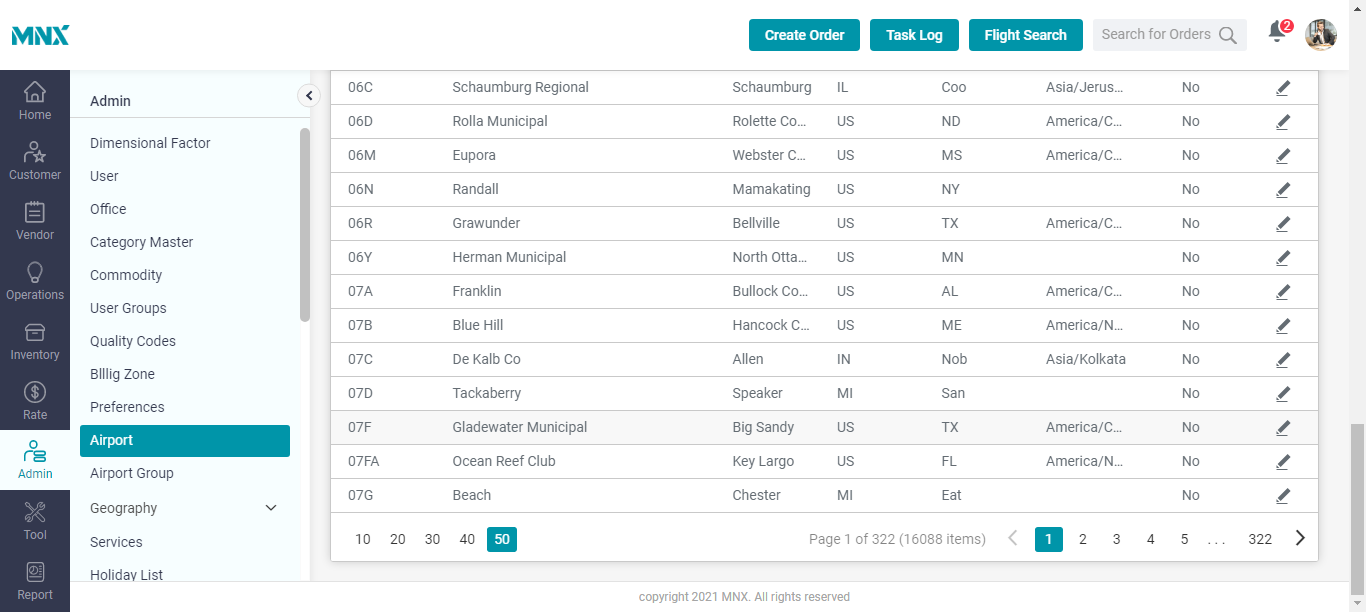 MNX
Create Order
Task Log
Flight Search
Search for Orders
2
Home
Customer
Vendor
Operations
Inventory
Rate
Admin
Tool
Report
Admin
Dimensional Factor
User
Office
Category Master
Commodity
User Groups
Quality Codes
Blllig Zone
Preferences
Airport
Airport Group
Geography
Services
Holiday List
06C Schaumburg Regional Schaumburg IL Coo Asia/Jerus... No
06D Rolla Municipal Rolette Co... US ND America/C... No
06M Eupora Webster C... US MS America/C... No
06N Randall Mamakating US NY No
06R Grawunder Bellville US TX America/C... No
06Y Herman Municipal North Otta... US MN No
07A Franklin Bullock Co... US AL America/C... No
07B Blue Hill Hancock C... US ME America/N... No
07C De Kalb Co Allen IN Nob Asia/Kolkata No
07D Tackaberry Speaker MI San No
07F Gladewater Municipal Big Sandy US TX America/C... No
07FA Ocean Reef Club Key Largo US FL America/N... No
07G Beach Chester MI Eat No
10 20 30 40 50 Page 1 of 322 (16088 items) 1 2 3 4 5 ... 322
copyright 2021 MNX. All rights reserved